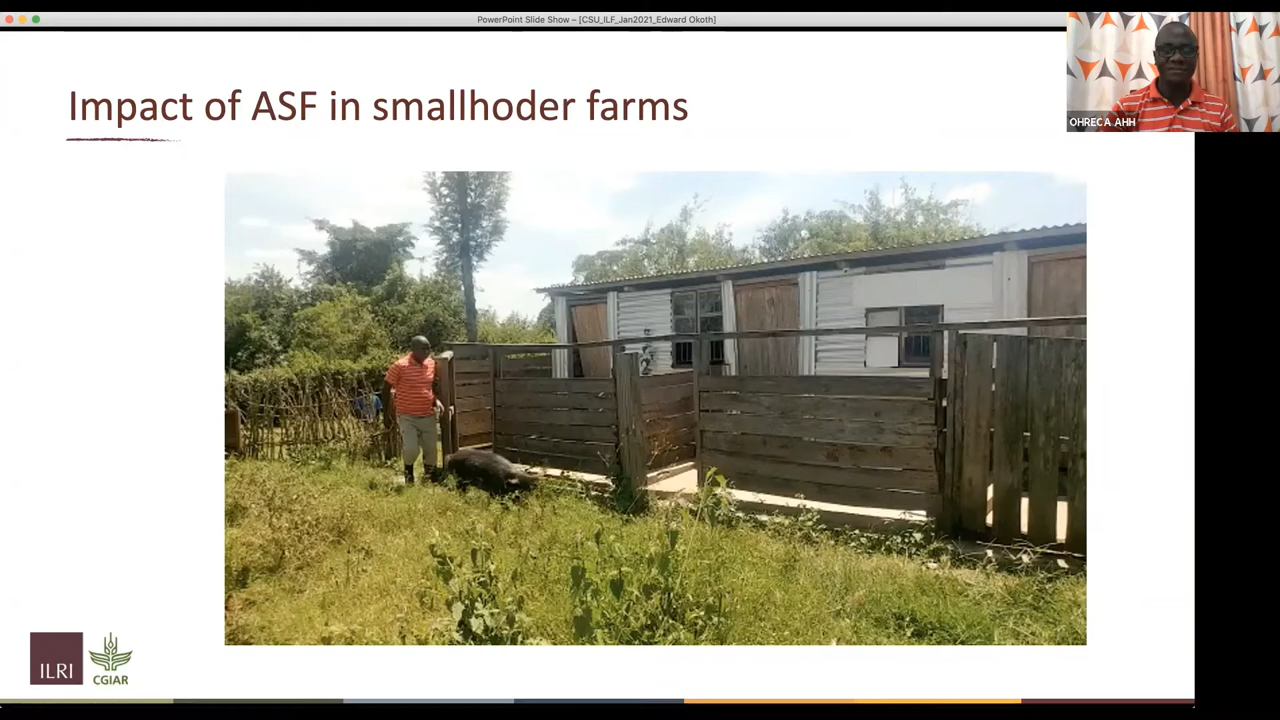 PowerPoint Slide Show – [CSU_ILF_Jan2021_Edward Okoth]
Impact of ASF in smallhoder farms
OHRECA AHH
ILRI
CGIAR